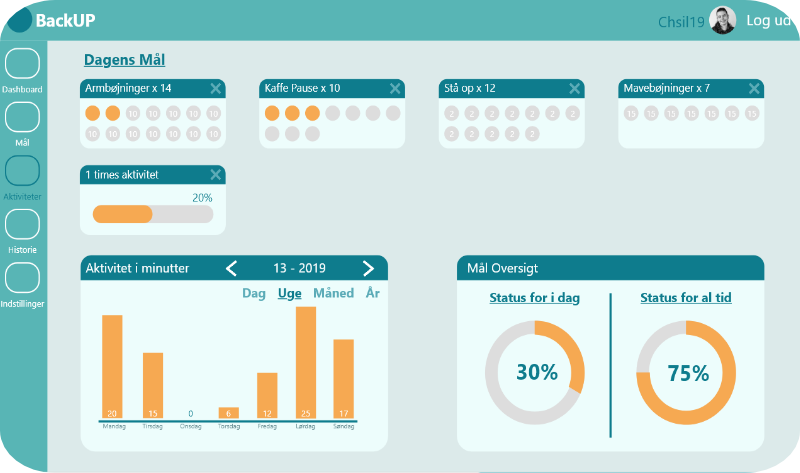 BackUP
Chsil19
Log ud
Dashboard
Mål
Aktiviteter
Historie
Indstillinger
Dagens Mål
Armbøjninger x 14
10 10 10 10 10
10 10 10 10 10 10 10
Kaffe Pause x 10
Stå op x 12
2 2 2 2 2 2 2
2 2 2 2 2
Mavebøjninger x 7
15 15 15 15 15 15 15
1 times aktivitet
20%
Aktivitet i minutter
13 - 2019
Dag Uge Måned År
20 15 0 6 12 25 17
Mandag Tirsdag Onsdag Torsdag Fredag Lørdag Søndag
Mål Oversigt
Status for i dag
30%
Status for al tid
75%